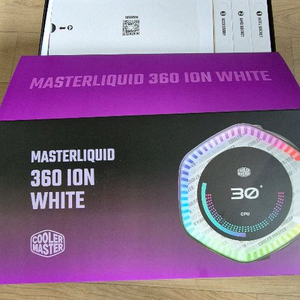 MASTERLIQUID 360 ION WHITE
MASTERLIQUID
360 ION
WHITE
COOLER
MASTER
30°
CPU